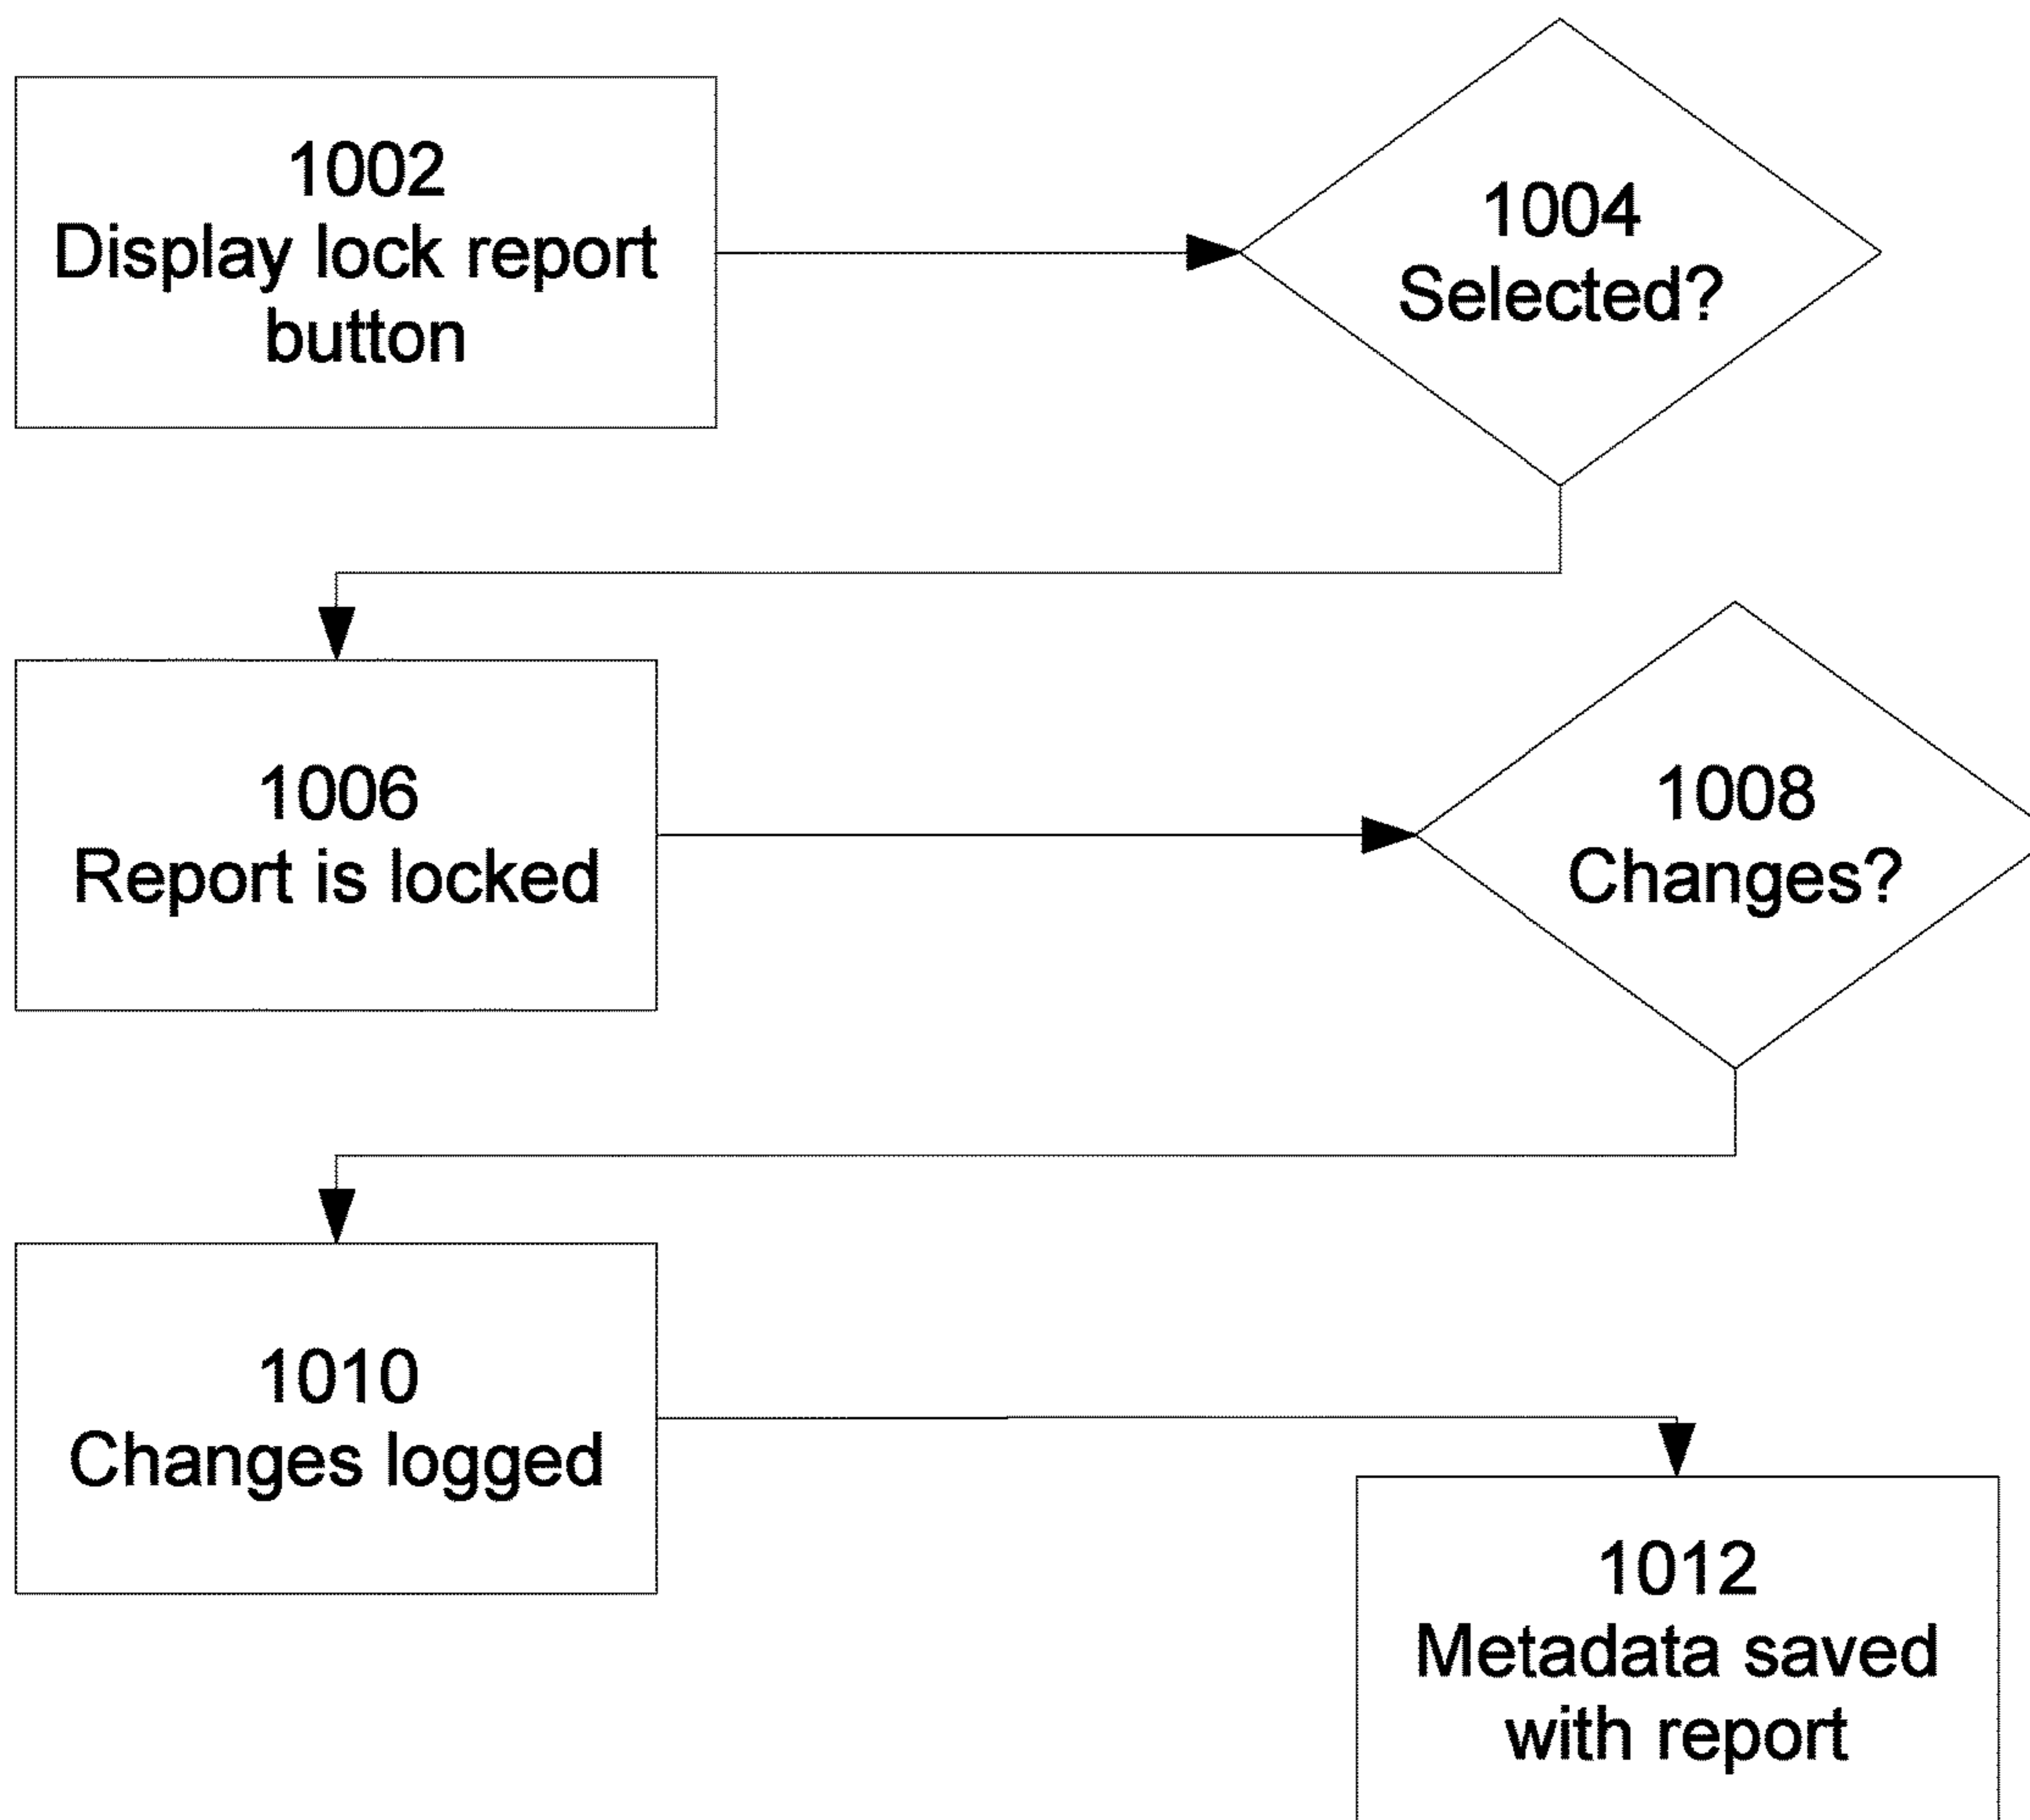 1002
Display lock report
button
1004
Selected?
1006
Report is locked
1008
Changes?
1010
Changes logged
1012
Metadata saved
with report